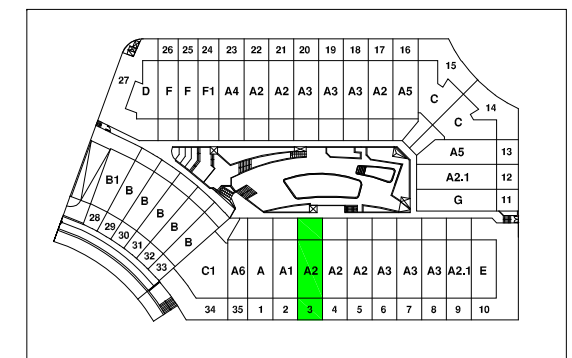 26 25 24 23 22 21 20 19 18 17 16
15
27
D F F F1 A4 A2 A2 A3 A3 A3 A2 A5 C
14
C
A5 13
A2.1 12
G 11
B1
B
B
B
B
B
28
29
30
31
32
33
C1 A6 A A1 A2 A2 A2 A3 A3 A3 A2.1 E
34 35 1 2 3 4 5 6 7 8 9 10